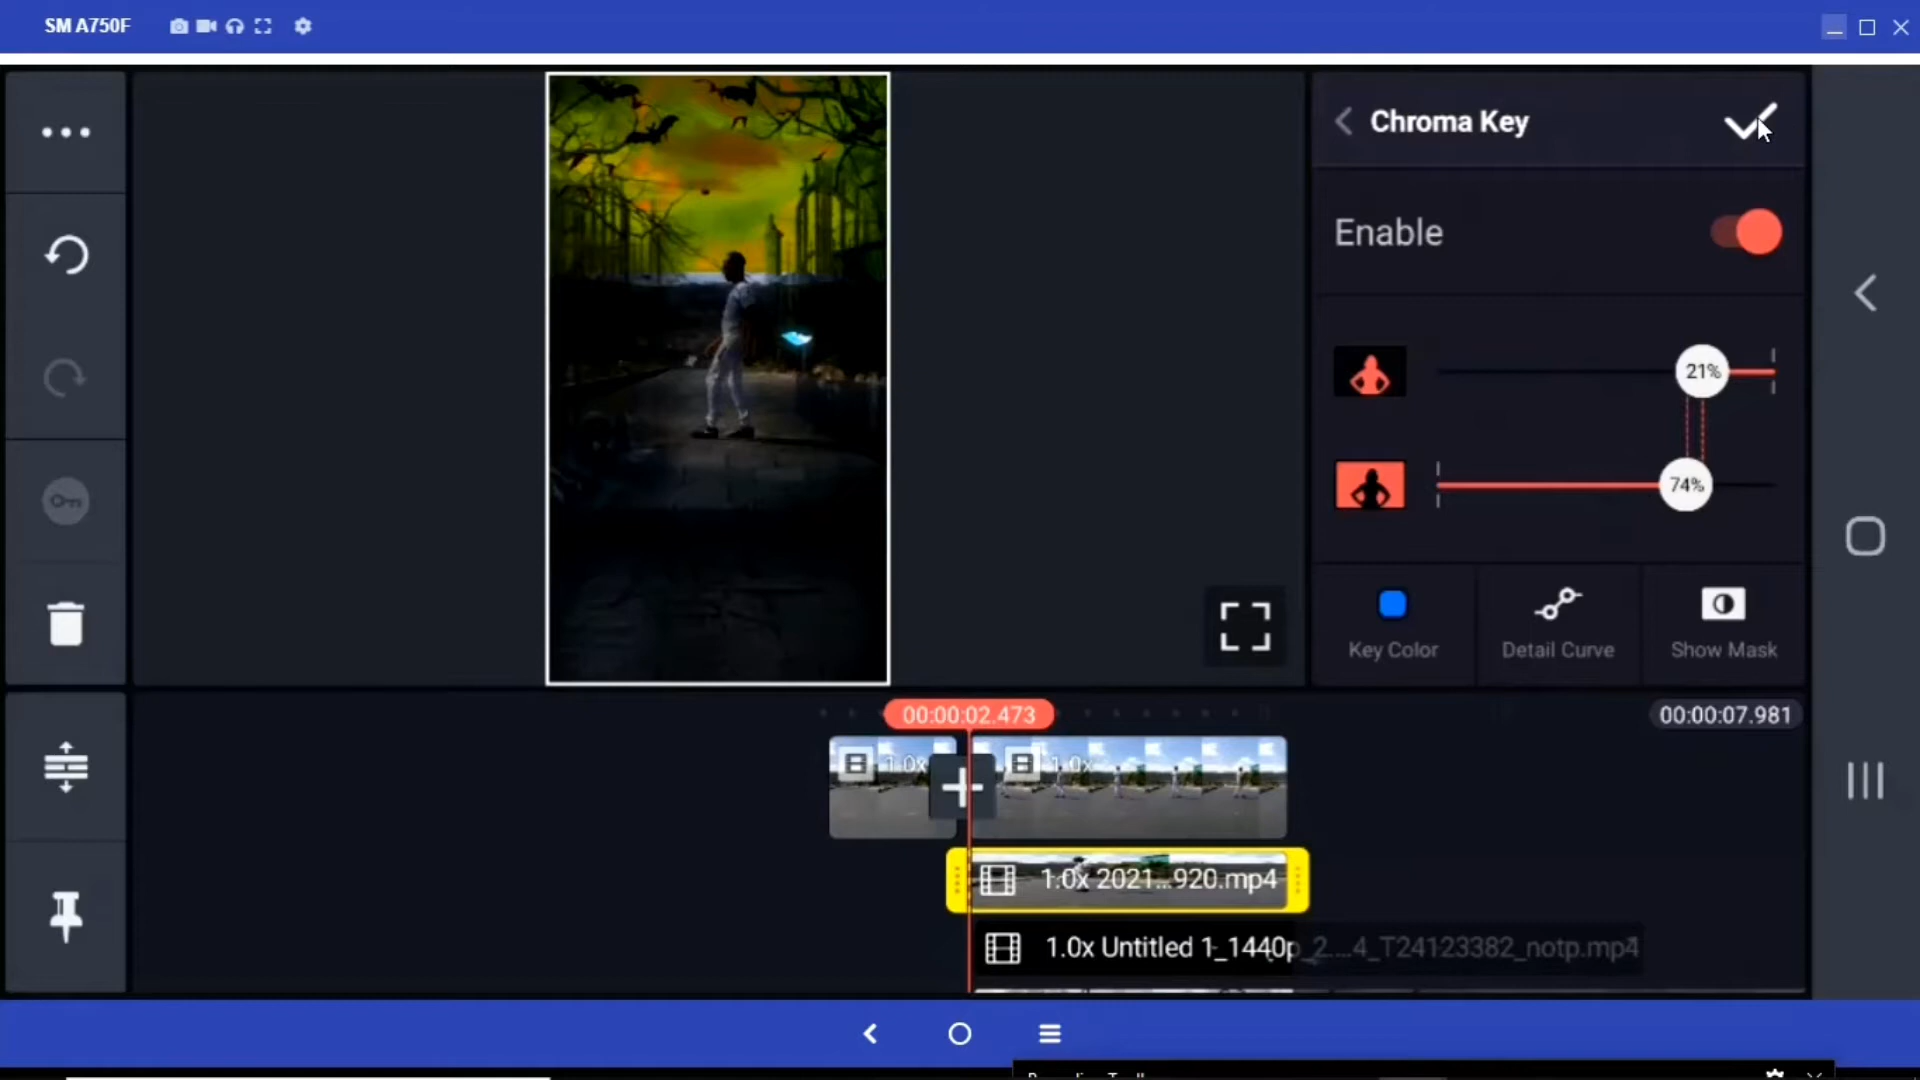 SM A750F
Chroma Key
Enable
21%
74%
Key Color
Detail Curve
Show Mask
00:00:02.473
00:00:07.981
1.0x
1.0x
1.0x 2021...920.mp4
1.0x Untitled 1_1440p_2....4_T24123382_notp.mp4